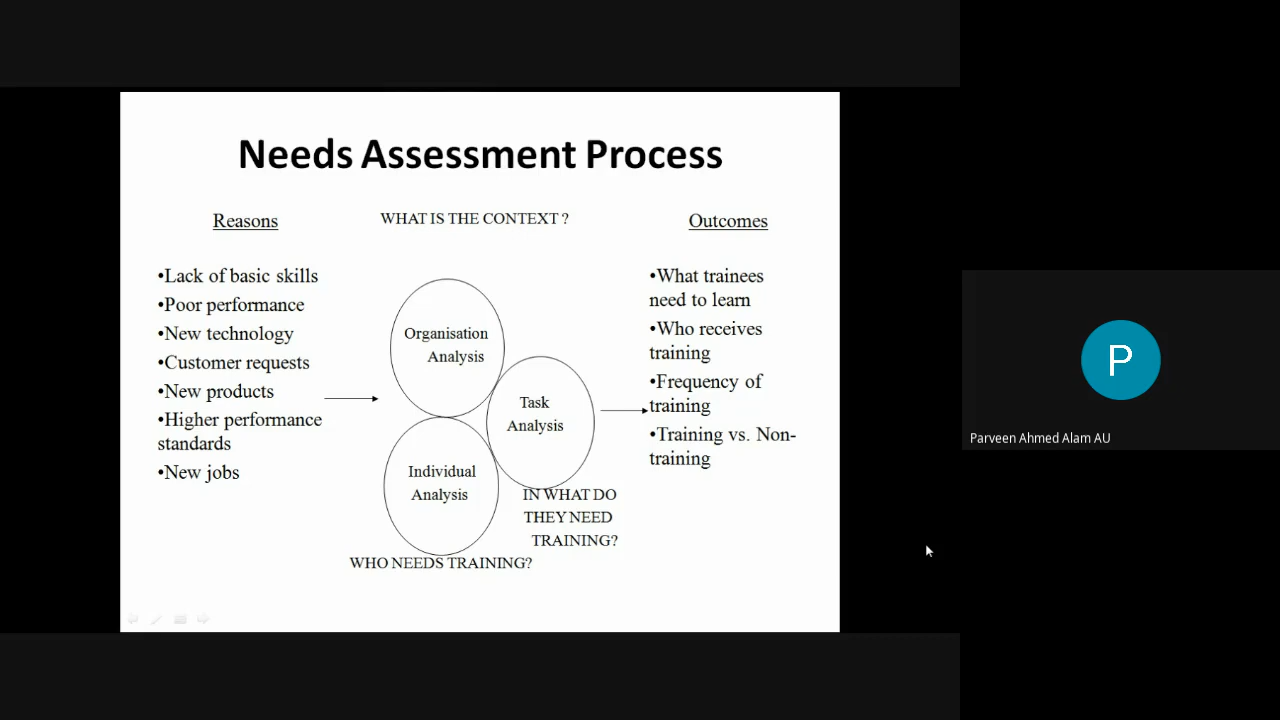 Needs Assessment Process
Reasons
•Lack of basic skills
•Poor performance
•New technology
•Customer requests
•New products
•Higher performance
standards
•New jobs
WHAT IS THE CONTEXT ?
Organisation
Analysis
Task
Analysis
Individual
Analysis
IN WHAT DO
THEY NEED
TRAINING?
WHO NEEDS TRAINING?
Outcomes
•What trainees
need to learn
•Who receives
training
•Frequency of
training
•Training vs. Non-
training
P
Parveen Ahmed Alam AU